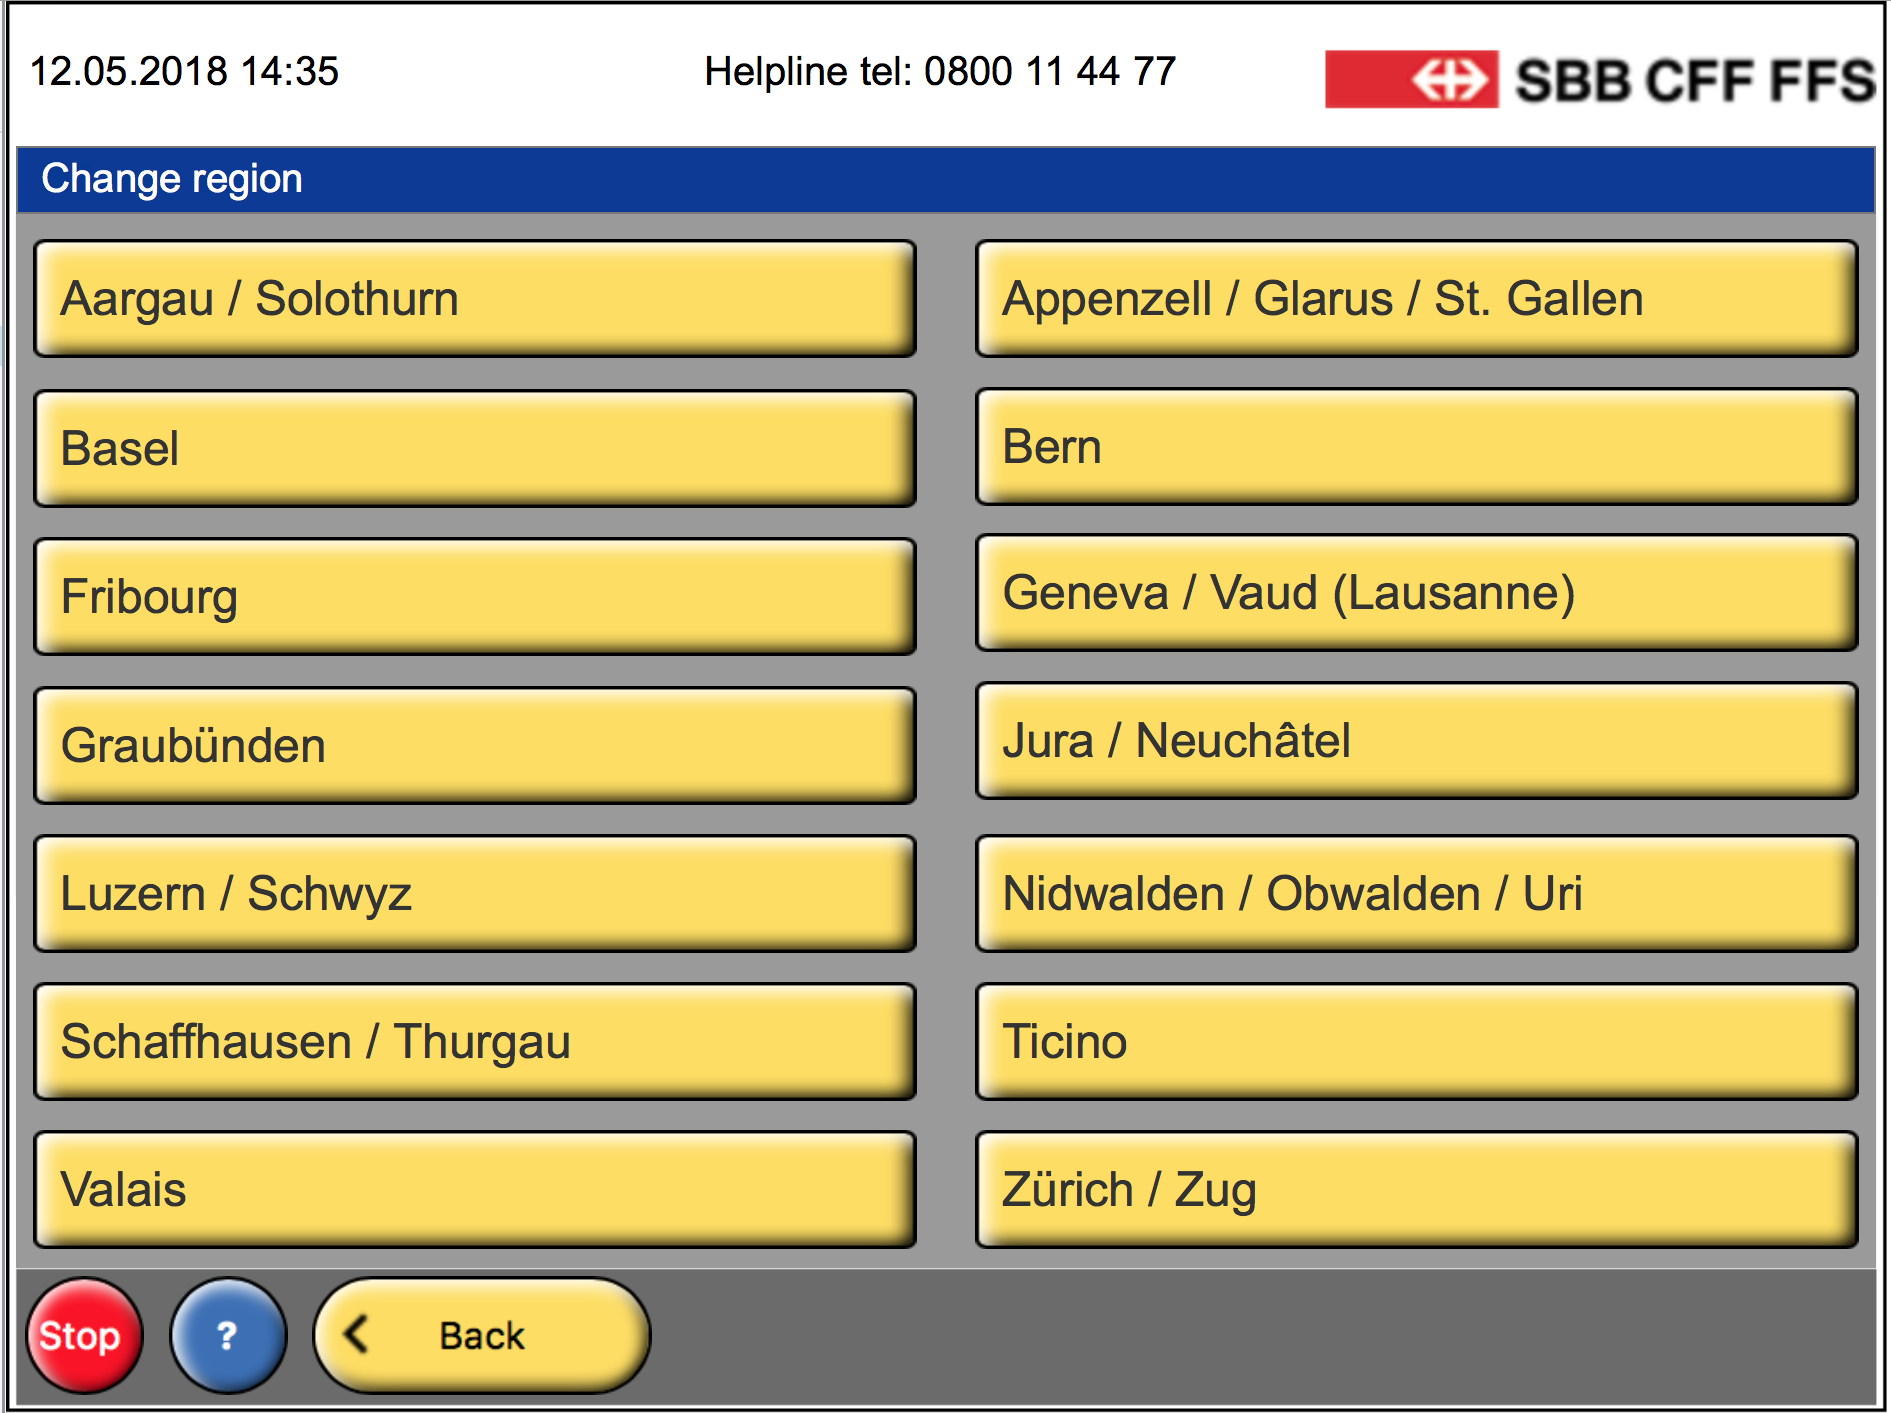 12.05.2018 14:35
Helpline tel: 0800 11 44 77
SBB CFF FFS
Change region
Aargau / Solothurn
Appenzell / Glarus / St. Gallen
Basel
Bern
Fribourg
Geneva / Vaud (Lausanne)
Graubünden
Jura / Neuchâtel
Luzern / Schwyz
Nidwalden / Obwalden / Uri
Schaffhausen / Thurgau
Ticino
Valais
Zürich / Zug
Stop
?
Back